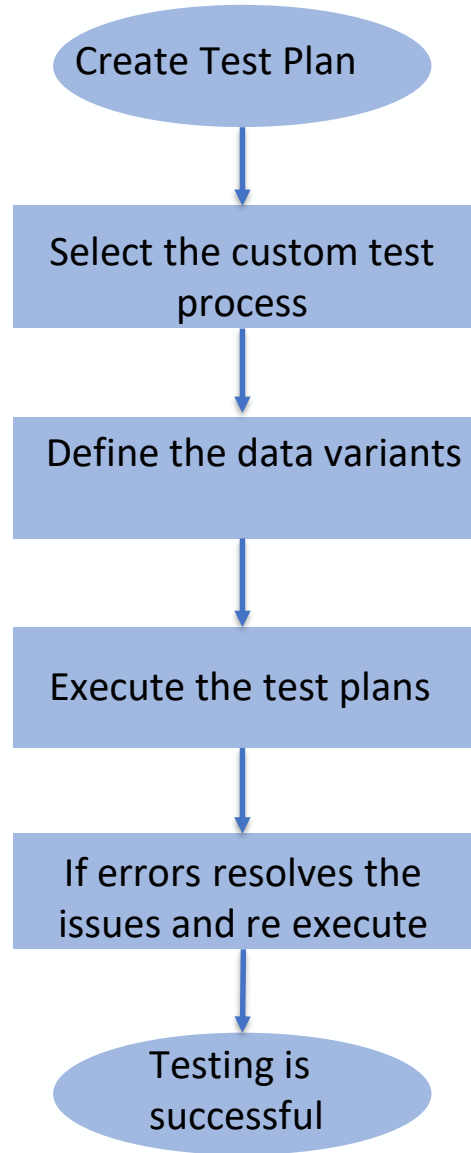 Create Test Plan
Select the custom test
process
Define the data variants
Execute the test plans
If errors resolves the
issues and re execute
Testing is
successful